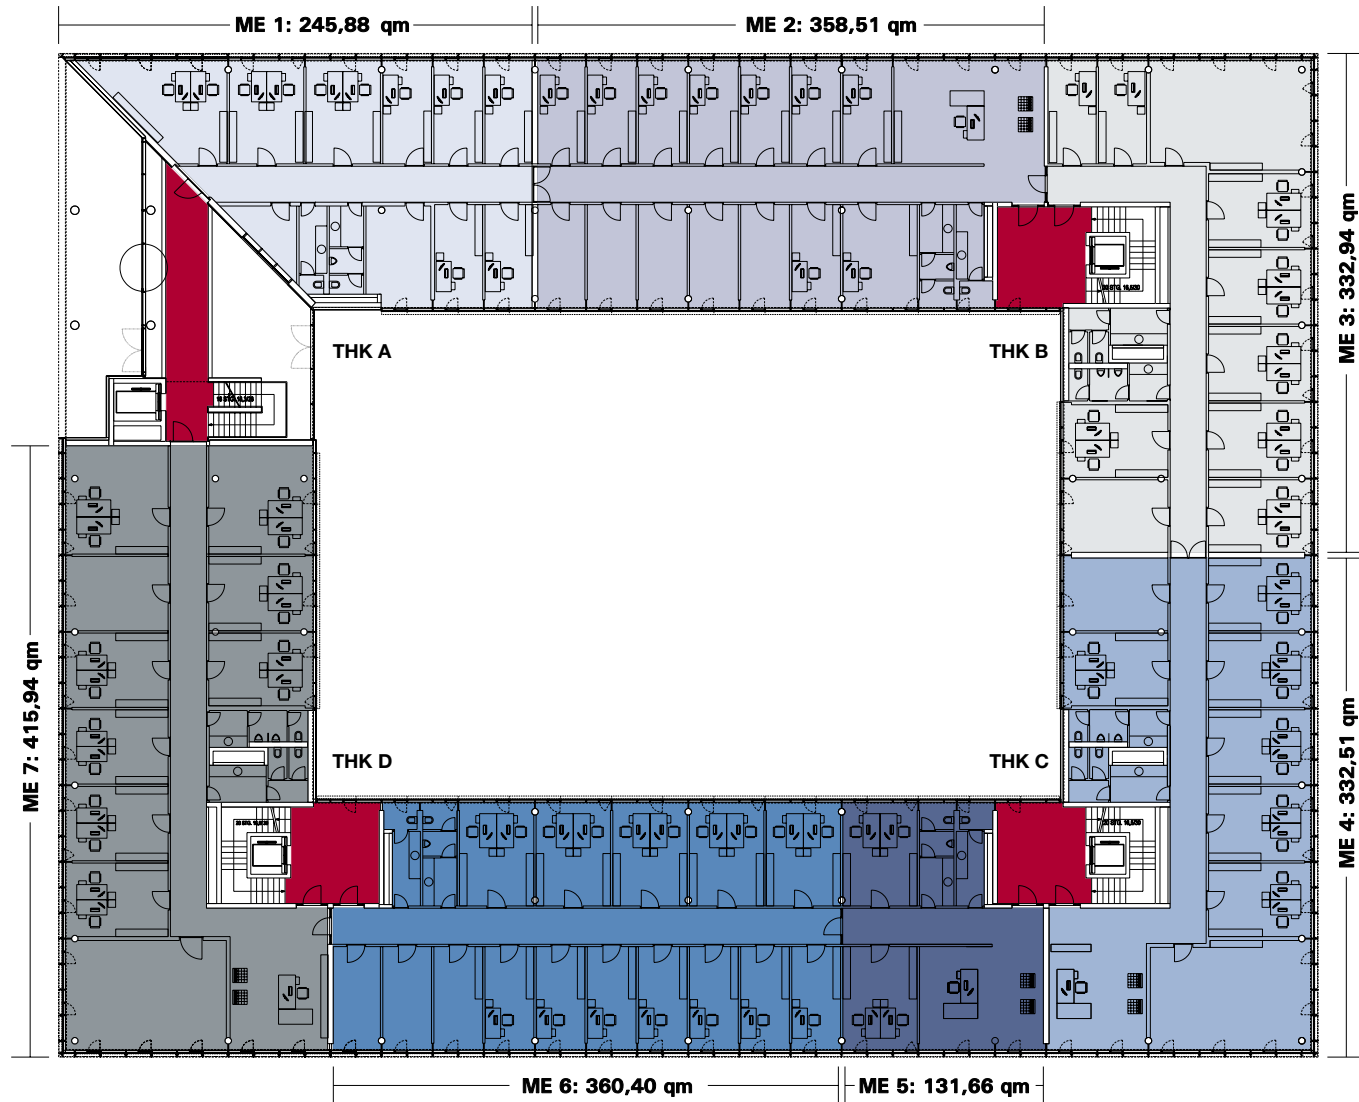 ME 1: 245,88 qm
ME 2: 358,51 qm
ME 3: 332,94 qm
THK A
THK B
ME 7: 415,94 qm
THK D
THK C
ME 4: 332,51 qm
ME 6: 360,40 qm
ME 5: 131,66 qm